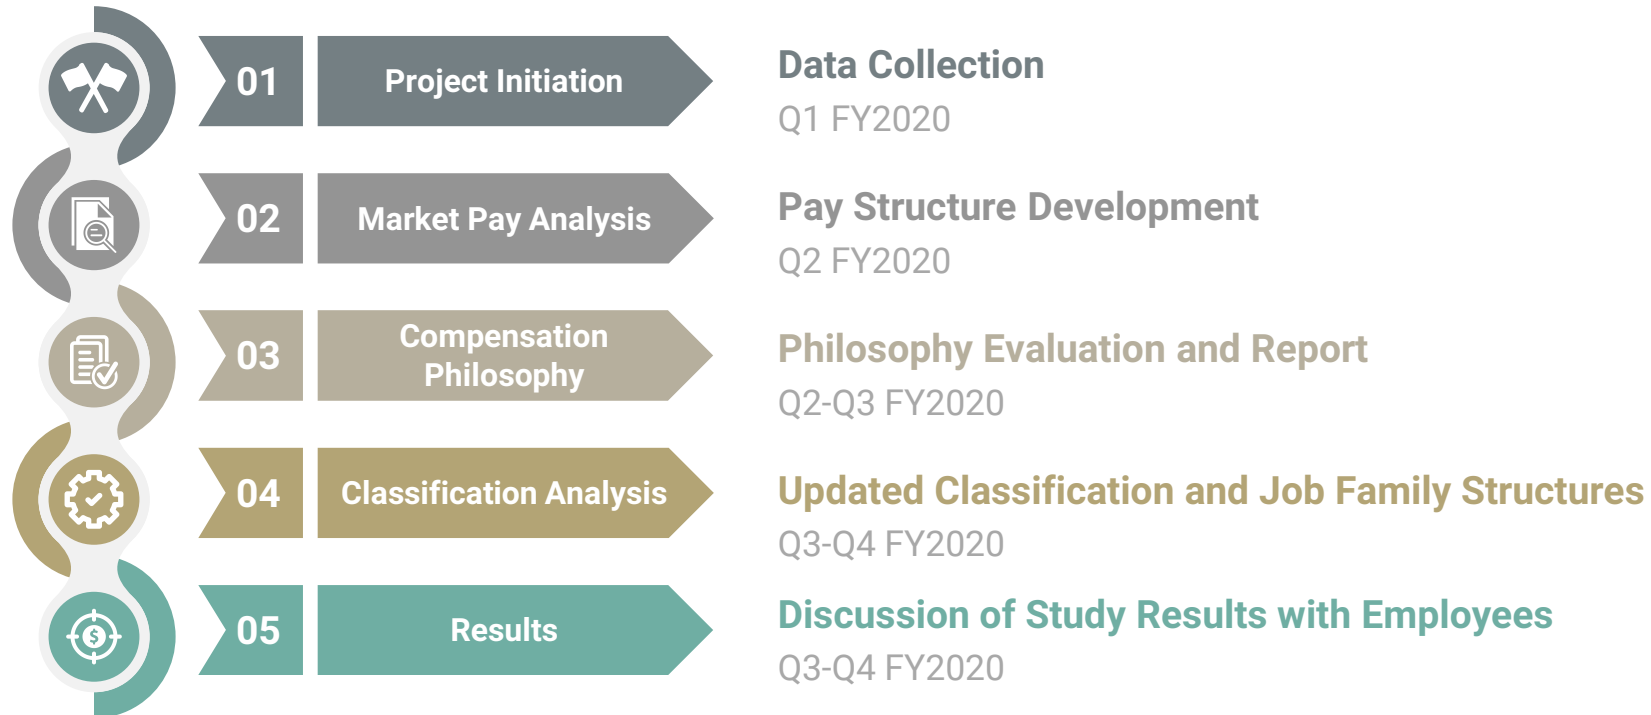 01
Project Initiation
Data Collection
Q1 FY2020
02
Market Pay Analysis
Pay Structure Development
Q2 FY2020
03
Compensation
Philosophy
Philosophy Evaluation and Report
Q2-Q3 FY2020
04
Classification Analysis
Updated Classification and Job Family Structures
Q3-Q4 FY2020
05
Results
Discussion of Study Results with Employees
Q3-Q4 FY2020
$